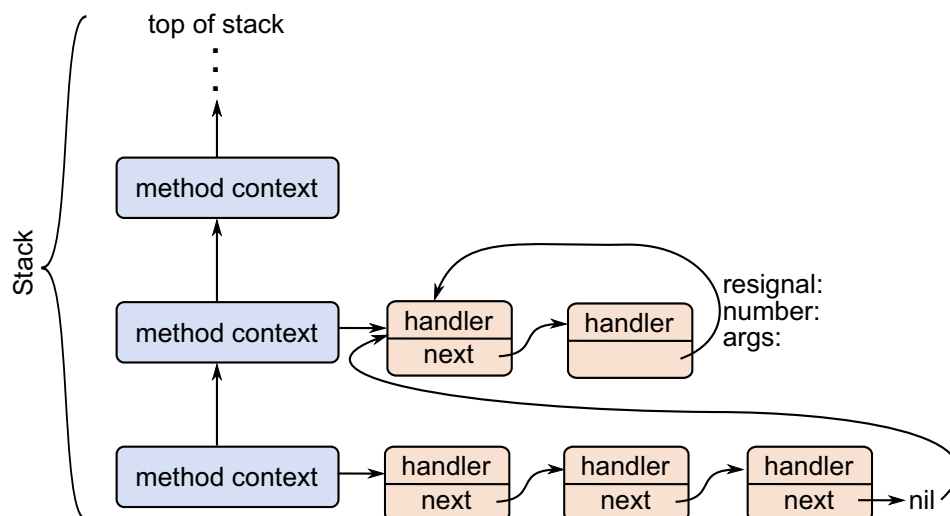 top of stack
method context
Stack
resignal:
number:
args:
method context
handler
next
handler
method context
handler
next
handler
next
handler
next
nil